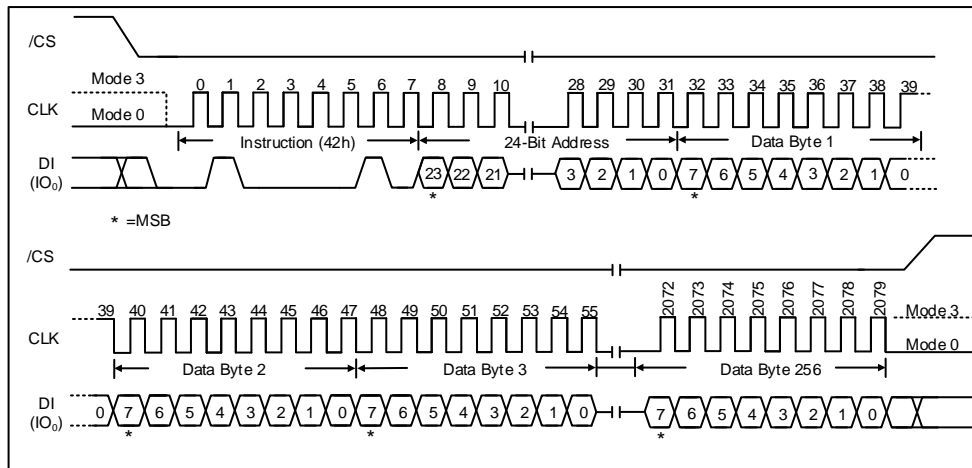 /CS
Mode 3
0 1 2 3 4 5 6 7 8 9 10 28 29 30 31 32 33 34 35 36 37 38 39
CLK
Mode 0
Instruction (42h) 24-Bit Address Data Byte 1
DI
(IO₀)
23 22 21 3 2 1 0 7 6 5 4 3 2 1 0
* *
* =MSB
/CS
39 40 41 42 43 44 45 46 47 48 49 50 51 52 53 54 55 2072 2073 2074 2075 2076 2077 2078 2079
Mode 3
CLK
Mode 0
Data Byte 2 Data Byte 3 Data Byte 256
DI
(IO₀)
0 7 6 5 4 3 2 1 0 7 6 5 4 3 2 1 0 7 6 5 4 3 2 1 0
* * *